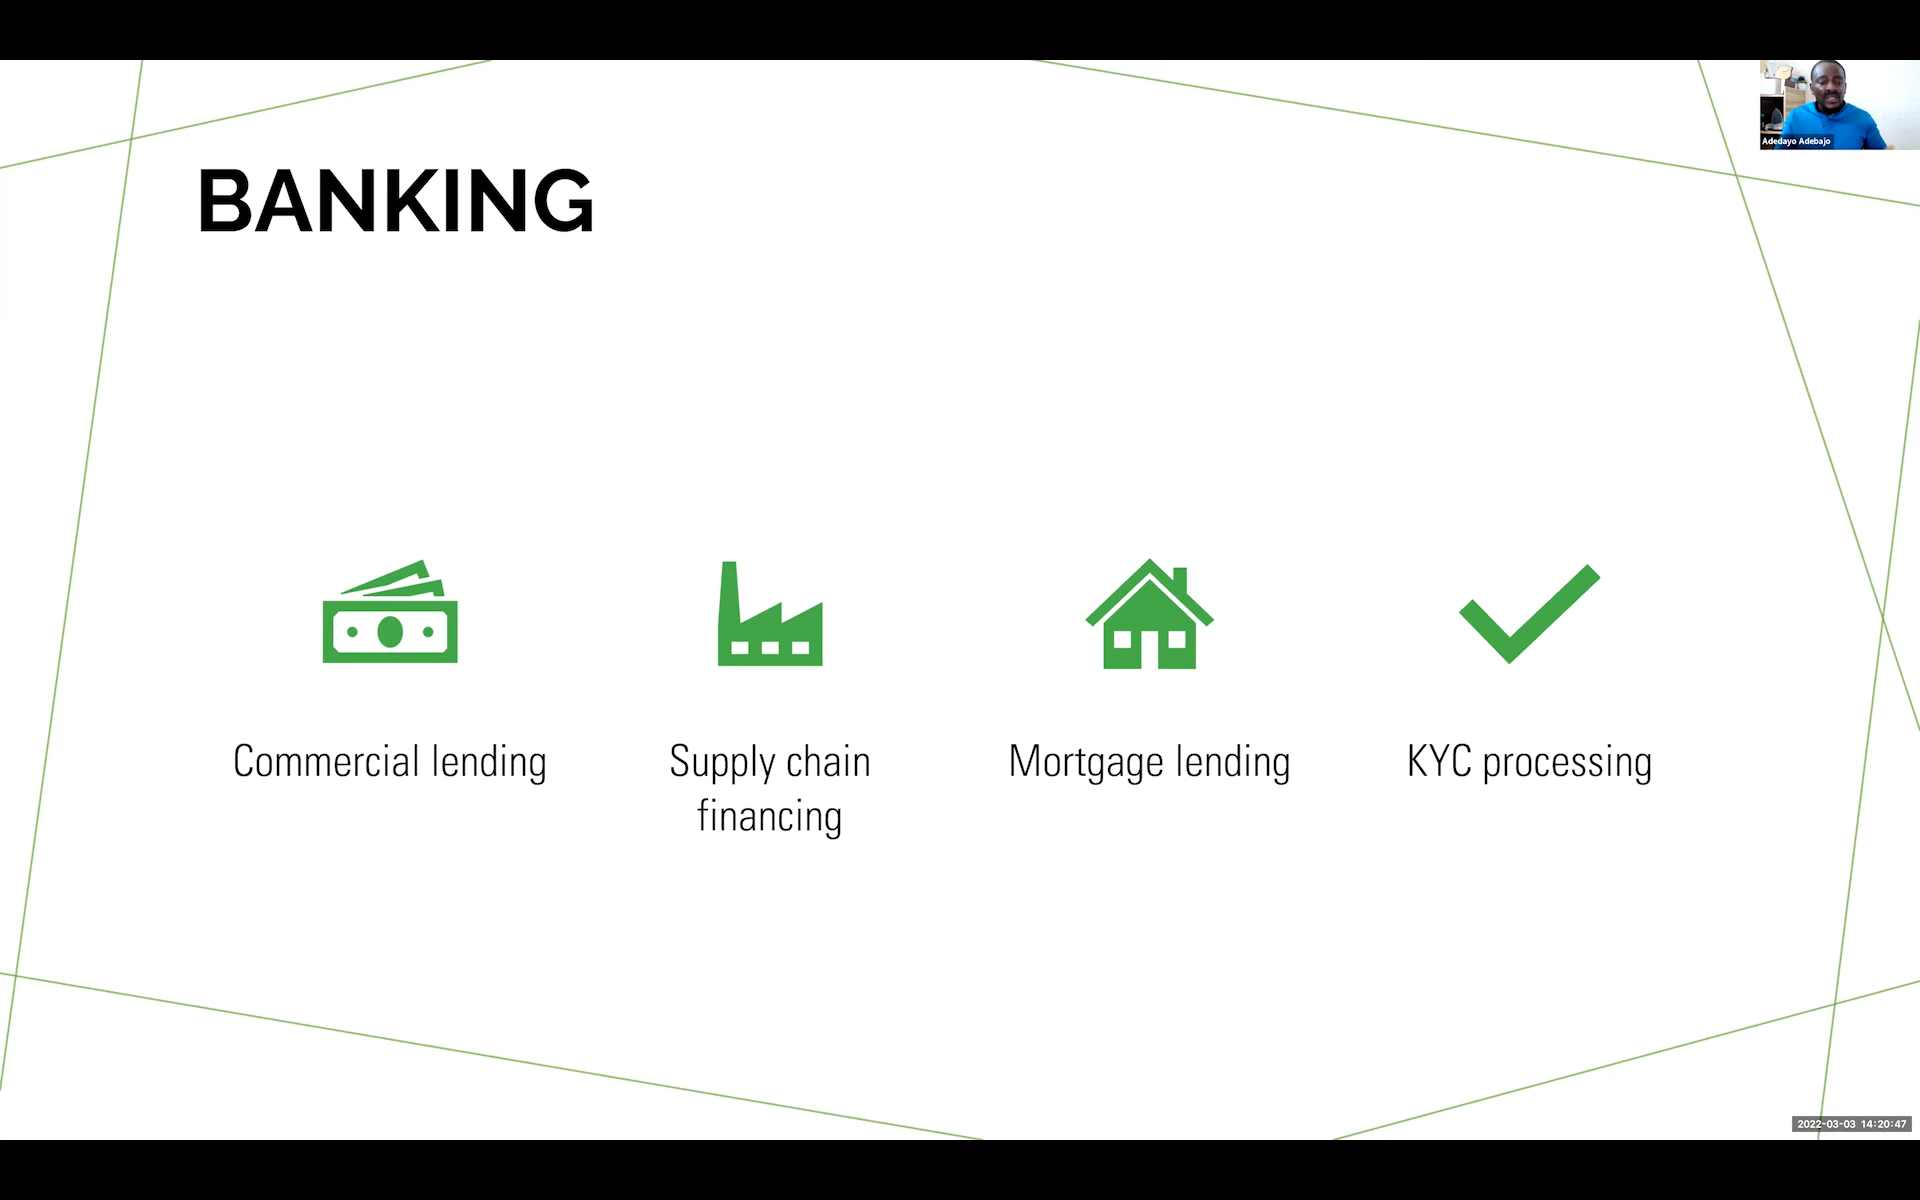 Adedayo Adebajo
BANKING
Commercial lending
Supply chain
financing
Mortgage lending
KYC processing
2022-03-03 14:20:47